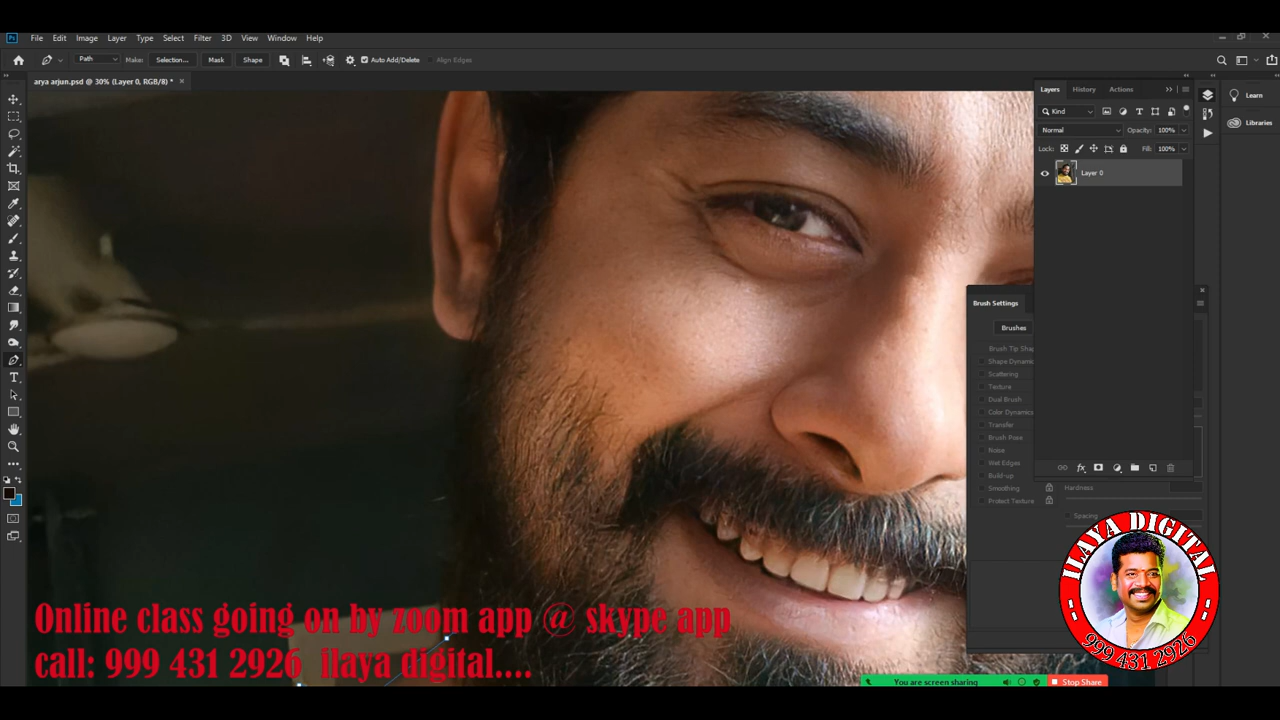 Ps File Edit Image Layer Type Select Filter 3D View Window Help
Path Make: Selection... Mask Shape Auto Add/Delete Align Edges
arya arjun.psd @ 30% (Layer 0, RGB/8) *
Layers History Actions
Learn
Libraries
Kind
Normal Opacity: 100%
Lock: Fill: 100%
Layer 0
Brush Settings
Brushes
Brush Tip Sha
Shape Dynamic
Scattering
Texture
Dual Brush
Color Dynamics
Transfer
Brush Pose
Noise
Wet Edges
Build-up
Smoothing
Protect Texture
Hardness
Spacing
ILAYA DIGITAL
999 431 2926
Online class going on by zoom app @ skype app
call: 999 431 2926 ilaya digital....
You are screen sharing Stop Share